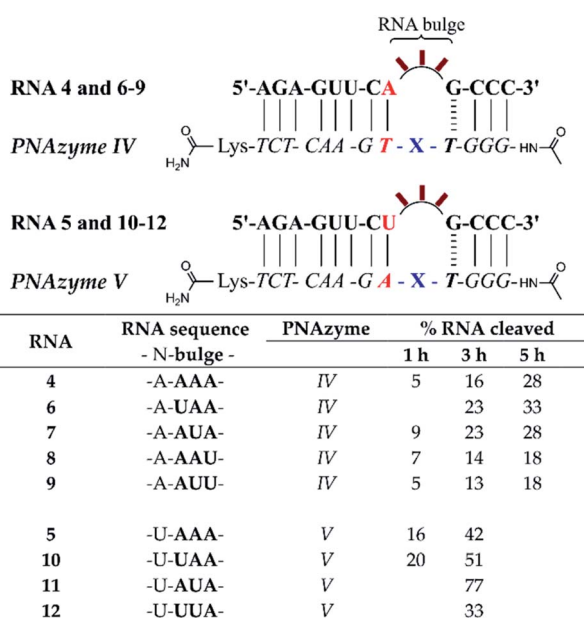 RNA bulge
RNA 4 and 6-9 5'-AGA-GUU-CA G-CCC-3'
PNAzyme IV H₂N O Lys-TCT- CAA -G T - X - T-GGG-HN O
RNA 5 and 10-12 5'-AGA-GUU-CU G-CCC-3'
PNAzyme V H₂N O Lys-TCT- CAA -G A - X - T-GGG-HN O
RNA RNA sequence PNAzyme % RNA cleaved
- N-bulge - 1 h 3 h 5 h
4 -A-AAA- IV 5 16 28
6 -A-UAA- IV 23 33
7 -A-AUA- IV 9 23 28
8 -A-AAU- IV 7 14 18
9 -A-AUU- IV 5 13 18
5 -U-AAA- V 16 42
10 -U-UAA- V 20 51
11 -U-AUA- V 77
12 -U-UUA- V 33